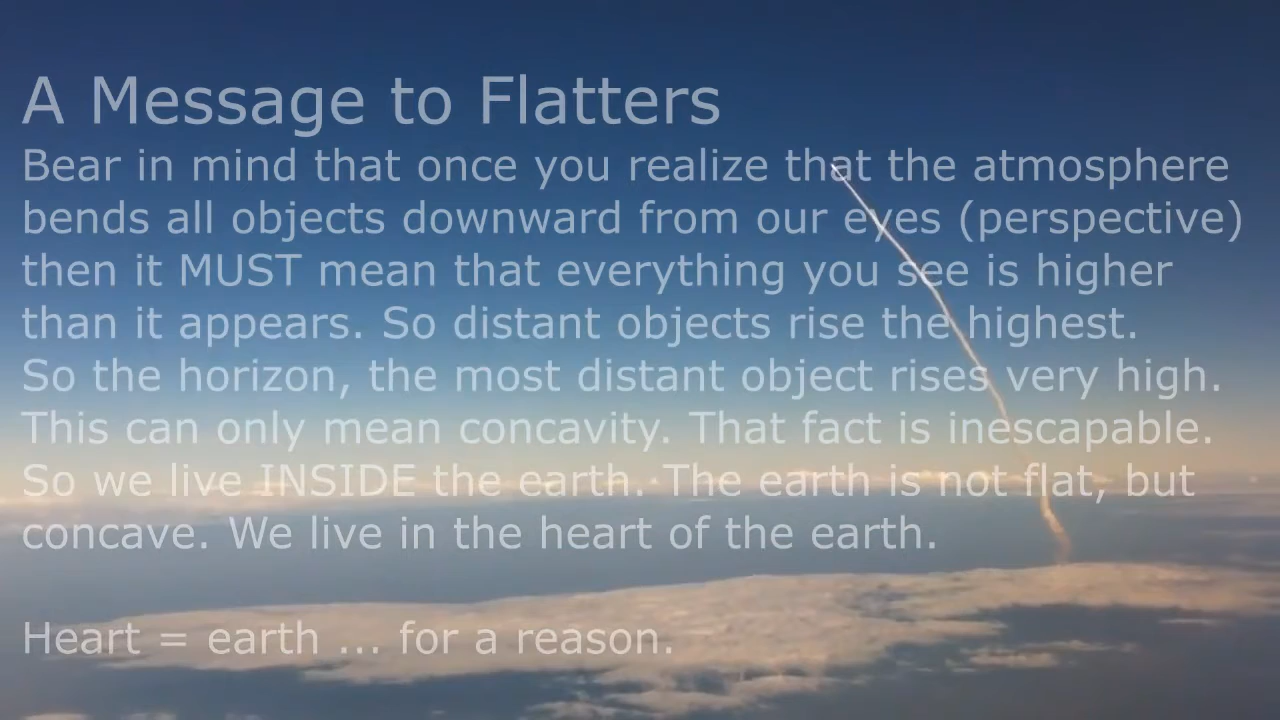 A Message to Flatters
Bear in mind that once you realize that the atmosphere
bends all objects downward from our eyes (perspective)
then it MUST mean that everything you see is higher
than it appears. So distant objects rise the highest.
So the horizon, the most distant object rises very high.
This can only mean concavity. That fact is inescapable.
So we live INSIDE the earth. The earth is not flat, but
concave. We live in the heart of the earth.
Heart = earth ... for a reason.